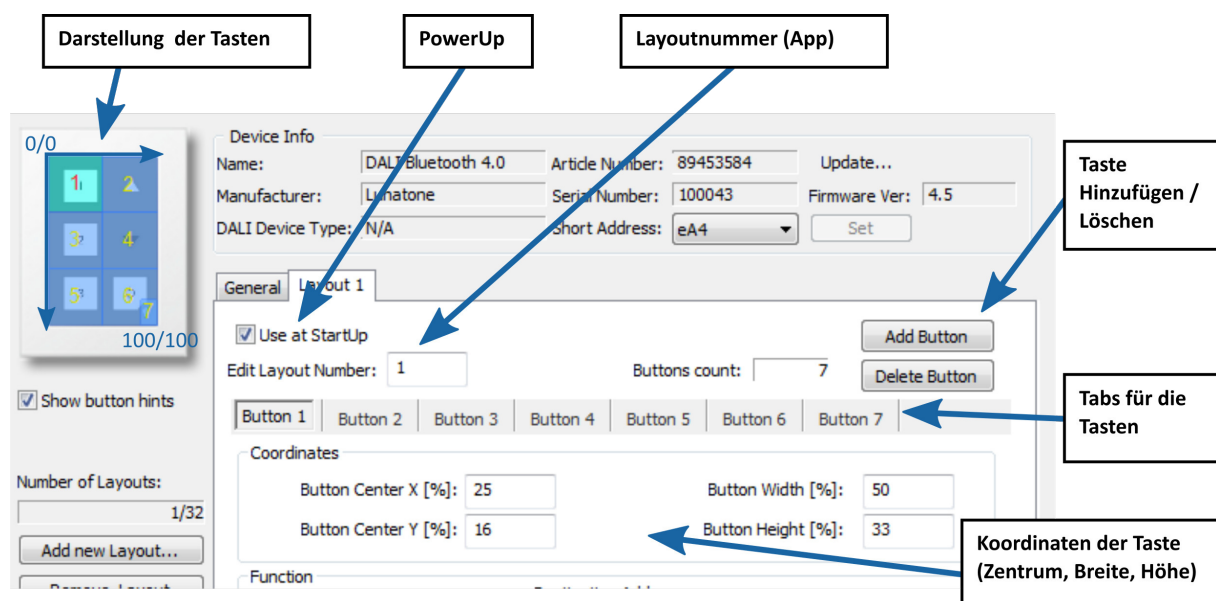 Darstellung der Tasten
PowerUp
Layoutnummer (App)
0/0
1
2
3
4
5
6
7
100/100
Device Info
Name: DALI Bluetooth 4.0 Article Number: 89453584 Update...
Manufacturer: Lunatone Serial Number: 100043 Firmware Ver: 4.5
DALI Device Type: N/A Short Address: eA4 Set
Taste
Hinzufügen /
Löschen
General Layout 1
Use at StartUp Add Button
Edit Layout Number: 1 Buttons count: 7 Delete Button
Show button hints
Button 1 Button 2 Button 3 Button 4 Button 5 Button 6 Button 7
Tabs für die
Tasten
Coordinates
Button Center X [%]: 25 Button Width [%]: 50
Button Center Y [%]: 16 Button Height [%]: 33
Number of Layouts:
1/32
Add new Layout...
Koordinaten der Taste
(Zentrum, Breite, Höhe)
Function